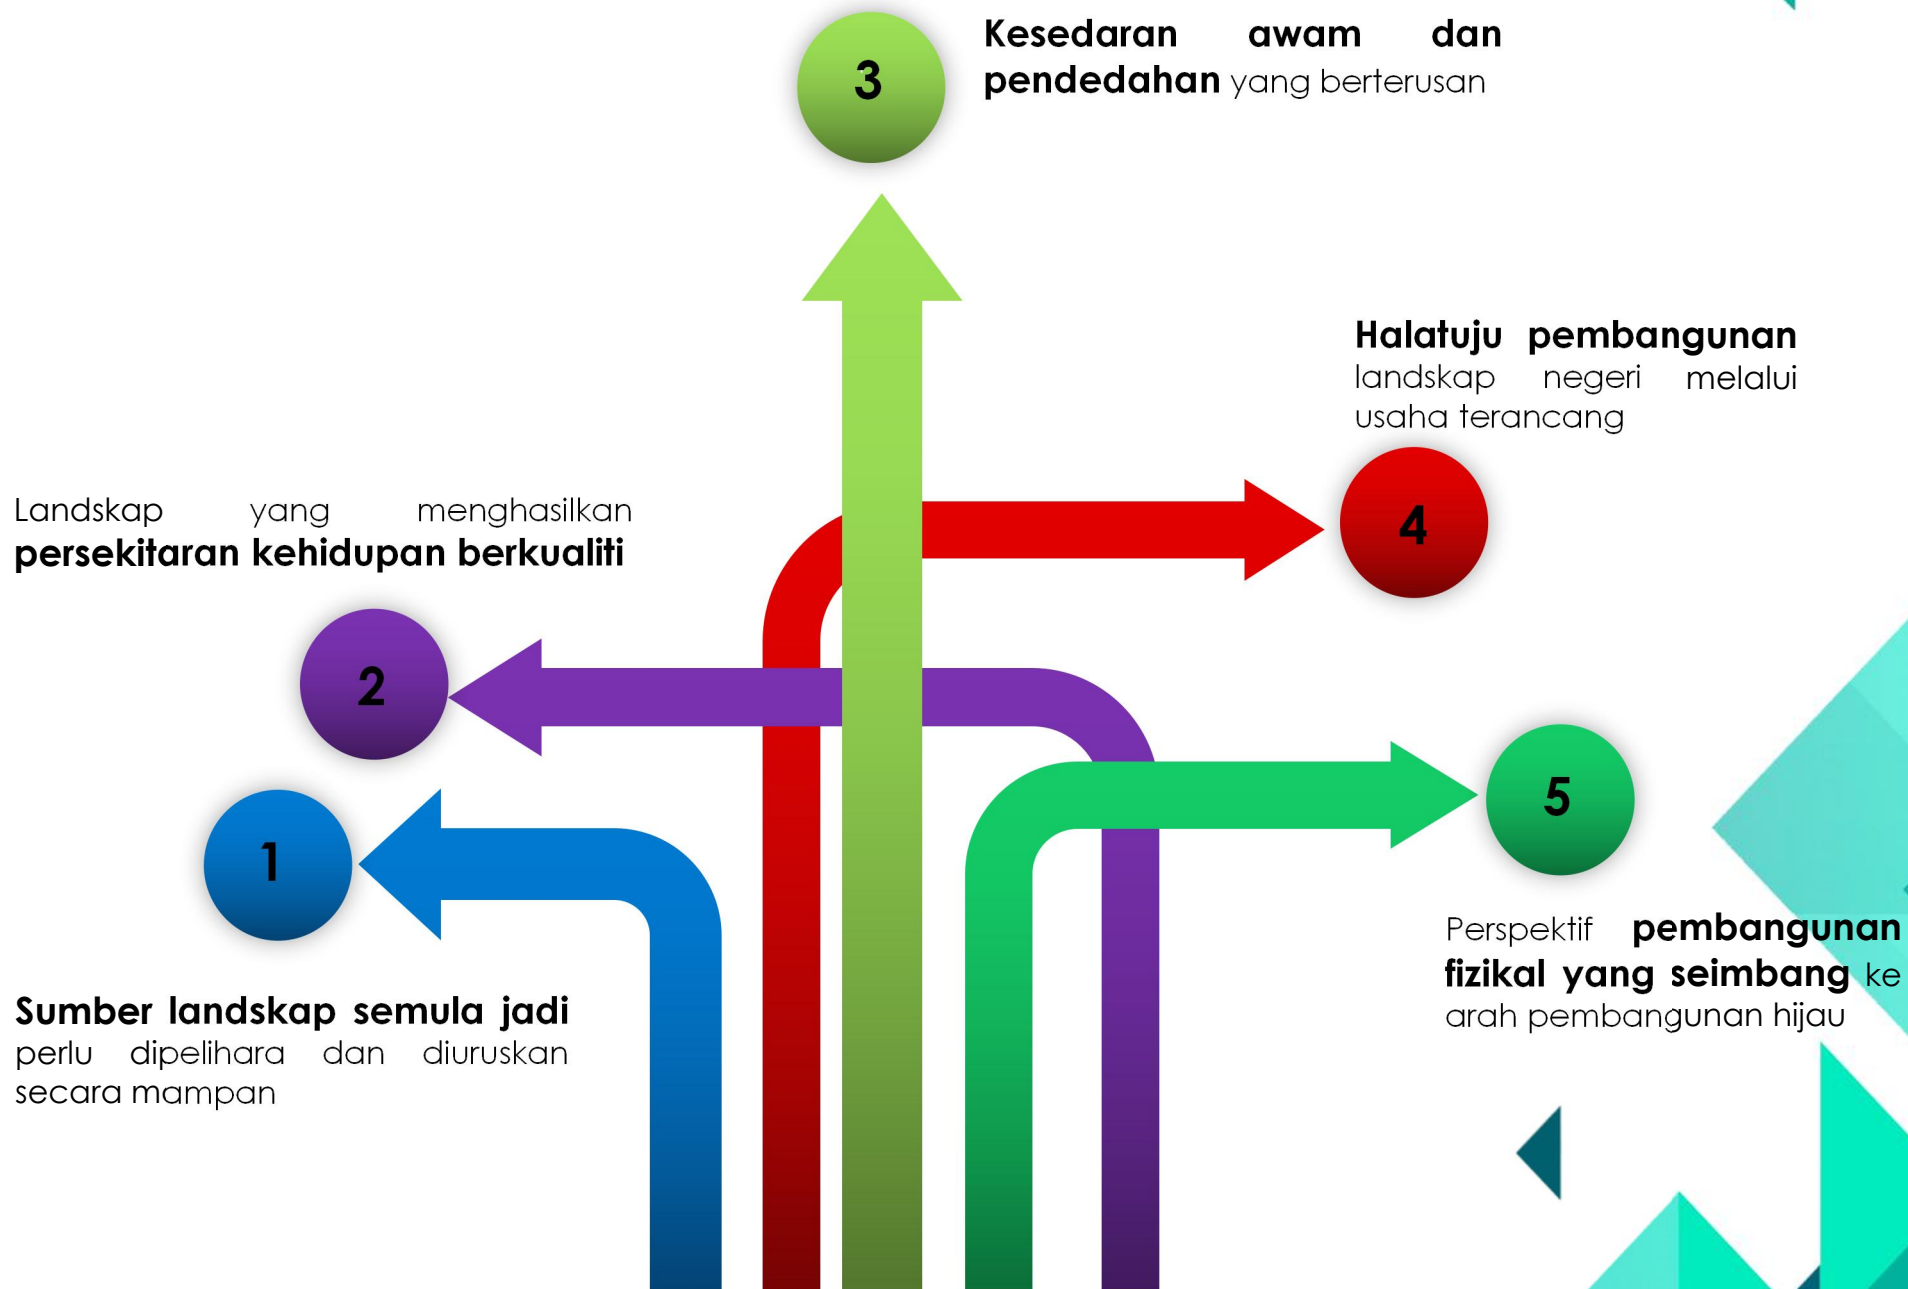 3
Kesedaran awam dan
pendedahan yang berterusan
Halatuju pembangunan
landskap negeri melalui
usaha terancang
4
Landskap yang menghasilkan
persekitaran kehidupan berkualiti
2
1
Sumber landskap semula jadi
perlu dipelihara dan diuruskan
secara mampan
5
Perspektif pembangunan
fizikal yang seimbang ke
arah pembangunan hijau